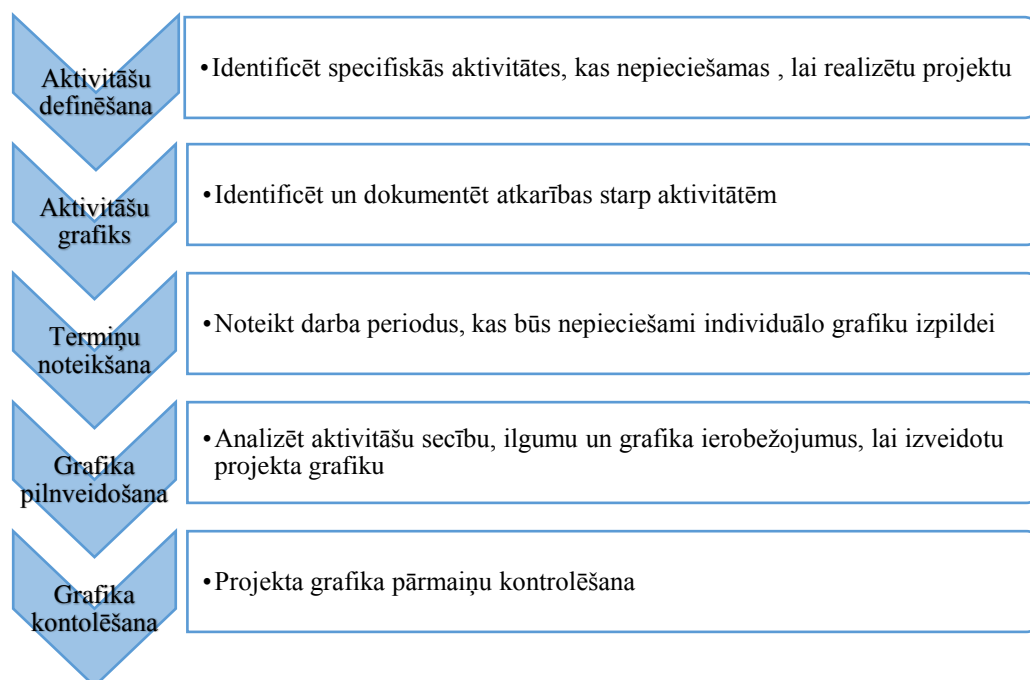 Aktivitāšu
definēšana
•Identificēt specifiskās aktivitātes, kas nepieciešamas , lai realizētu projektu
Aktivitāšu
grafiks
•Identificēt un dokumentēt atkarības starp aktivitātēm
Termiņu
noteikšana
•Noteikt darba periodus, kas būs nepieciešami individuālo grafiku izpildei
Grafika
pilnveidošana
•Analizēt aktivitāšu secību, ilgumu un grafika ierobežojumus, lai izveidotu
projekta grafiku
Grafika
kontolēšana
•Projekta grafika pārmaiņu kontrolēšana